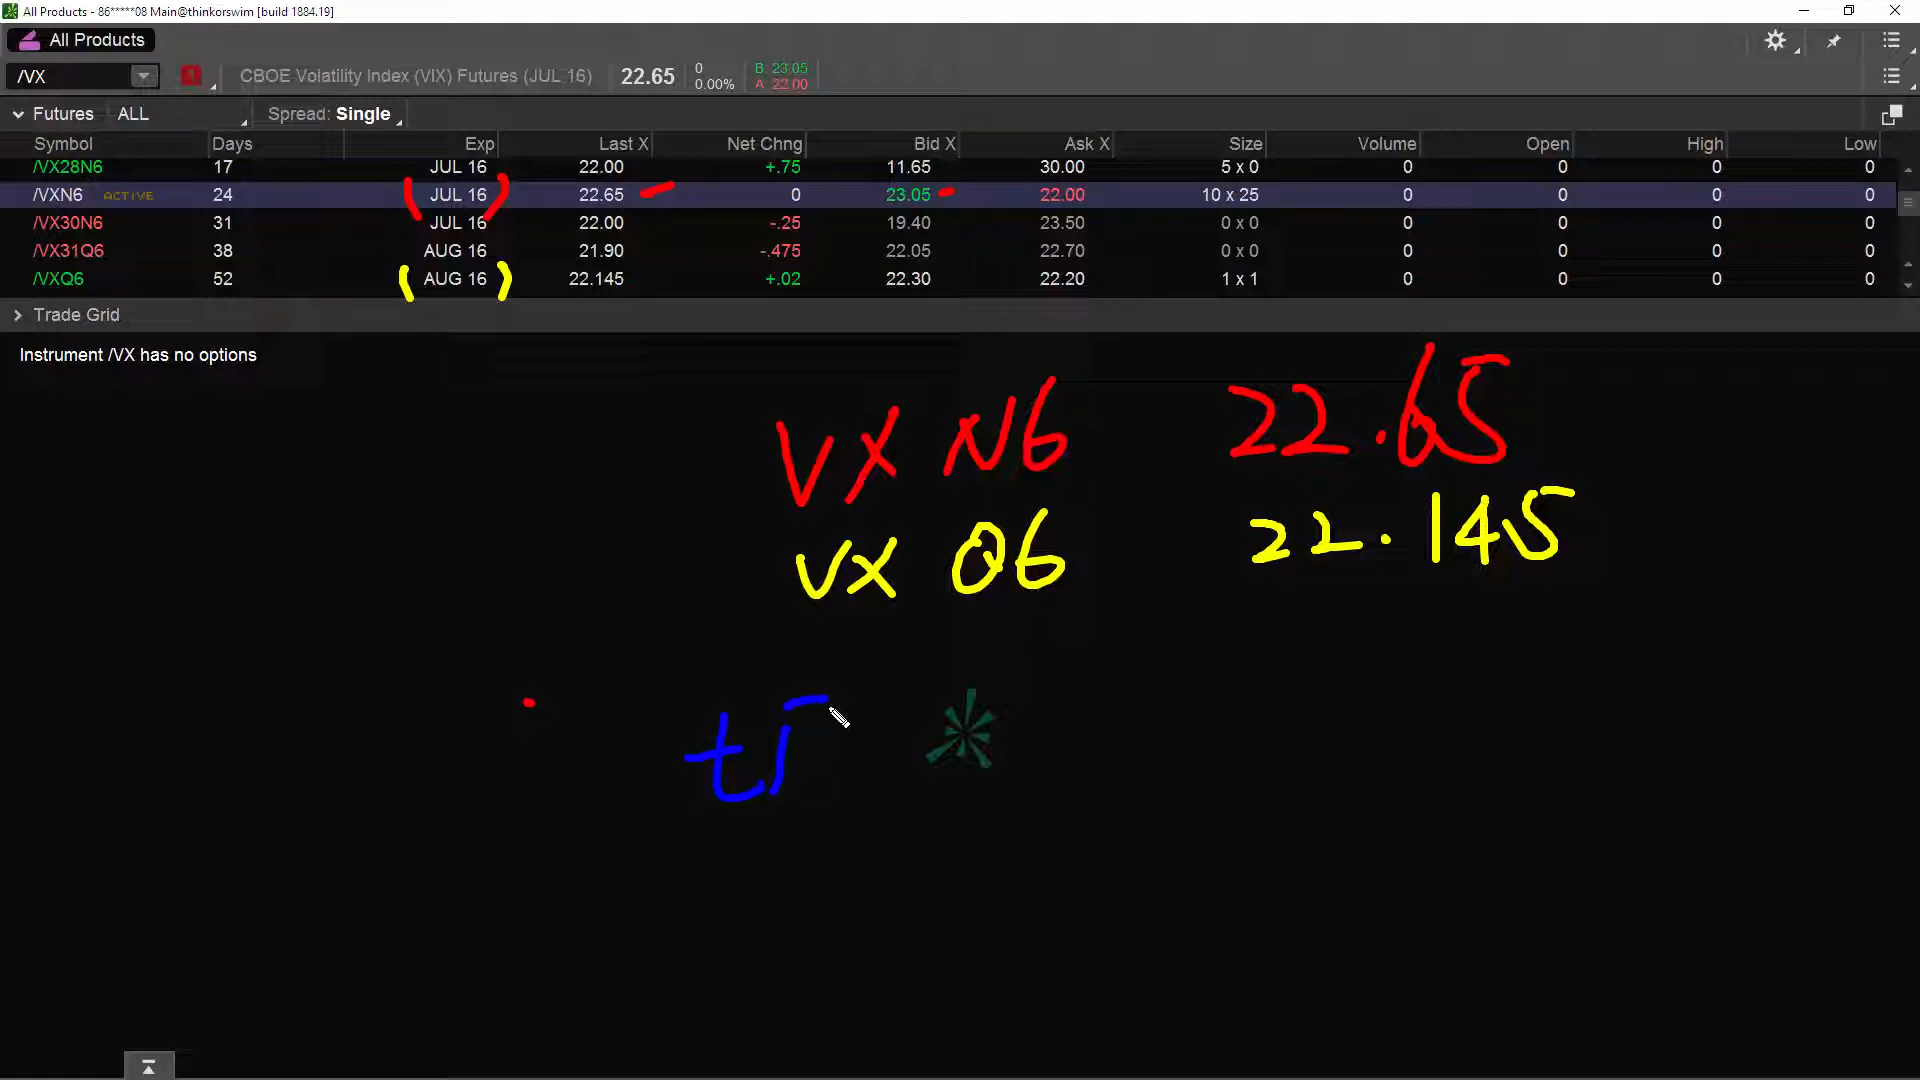 All Products - 86*****08 Main@thinkorswim [build 1884.19]
All Products
/VX CBOE Volatility Index (VIX) Futures (JUL 16) 22.65 0 0.00% B: 23.05 A: 22.00
Futures ALL Spread: Single
Symbol Days Exp Last X Net Chng Bid X Ask X Size Volume Open High Low
/VX28N6 17 JUL 16 22.00 +.75 11.65 30.00 5 x 0 0 0 0 0
/VXN6 ACTIVE 24 JUL 16 22.65 0 23.05 22.00 10 x 25 0 0 0 0
/VX30N6 31 JUL 16 22.00 -.25 19.40 23.50 0 x 0 0 0 0 0
/VX31Q6 38 AUG 16 21.90 -.475 22.05 22.70 0 x 0 0 0 0 0
/VXQ6 52 AUG 16 22.145 +.02 22.30 22.20 1 x 1 0 0 0 0
Trade Grid
Instrument /VX has no options
VX N6 22.65
VX Q6 22.145